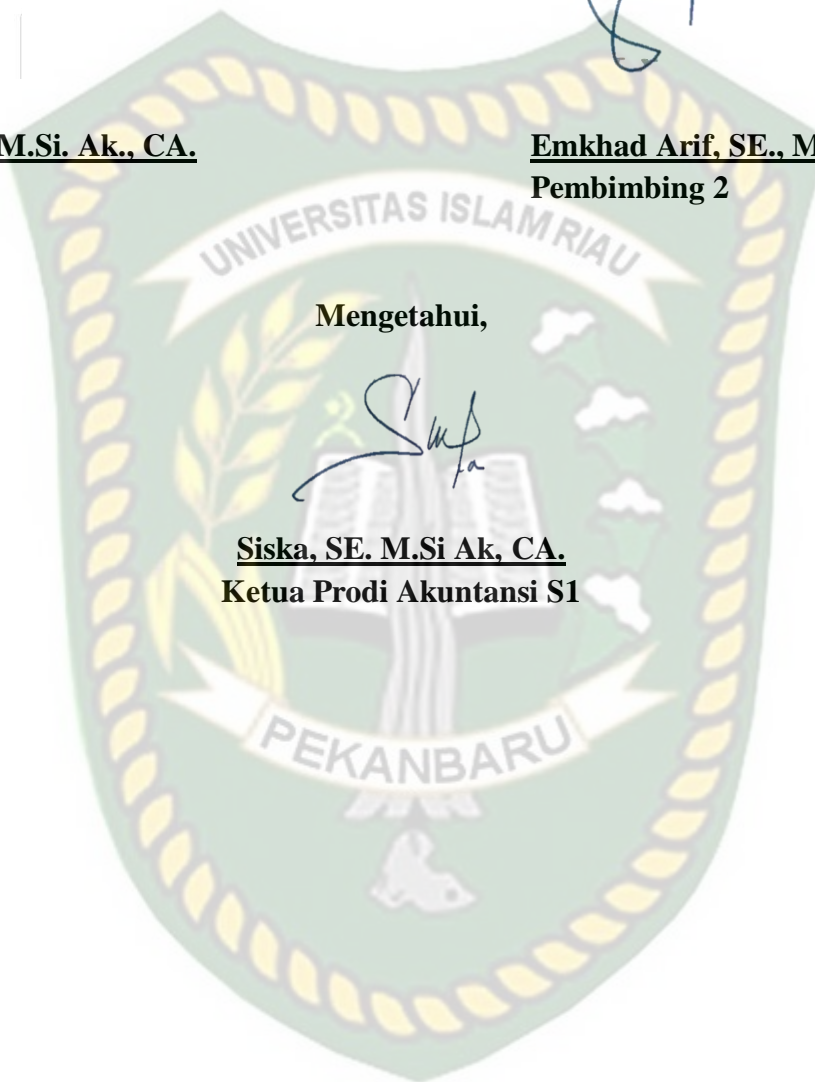 M.Si. Ak., CA.
Emkhad Arif, SE., M
Pembimbing 2
UNIVERSITAS ISLAM RIAU
Mengetahui,
Siska, SE. M.Si Ak, CA.
Ketua Prodi Akuntansi S1
PEKANBARU